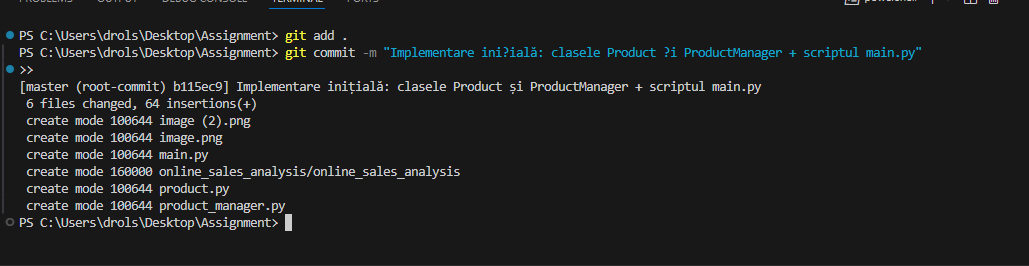 PROBLEMS OUTPUT DEBUG CONSOLE TERMINAL PORTS powershell
PS C:\Users\drols\Desktop\Assignment> git add .
PS C:\Users\drols\Desktop\Assignment> git commit -m "Implementare ini?ială: clasele Product ?i ProductManager + scriptul main.py"
>>
[master (root-commit) b115ec9] Implementare inițială: clasele Product și ProductManager + scriptul main.py
6 files changed, 64 insertions(+)
create mode 100644 image (2).png
create mode 100644 image.png
create mode 100644 main.py
create mode 160000 online_sales_analysis/online_sales_analysis
create mode 100644 product.py
create mode 100644 product_manager.py
PS C:\Users\drols\Desktop\Assignment>